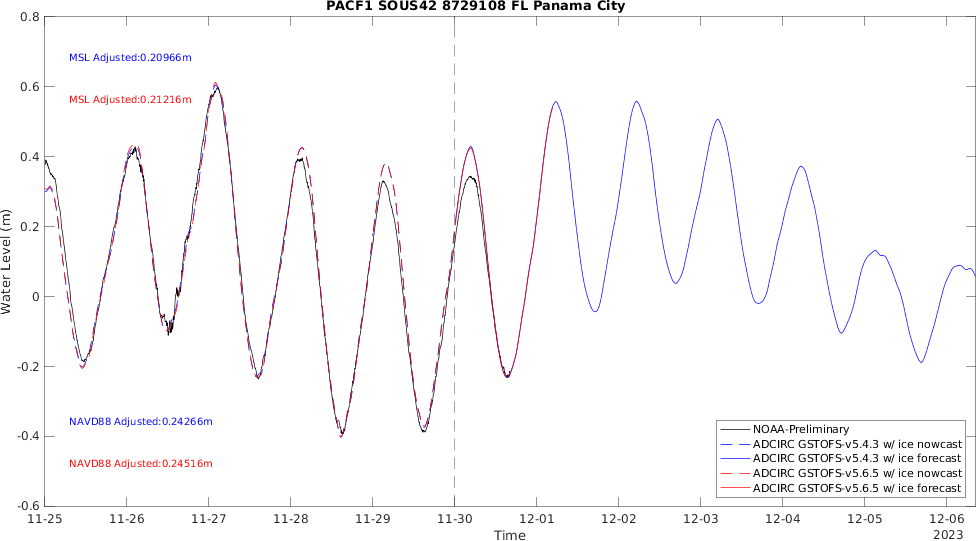 PACF1 SOUS42 8729108 FL Panama City
0.8
0.6
0.4
0.2
0
-0.2
-0.4
-0.6
Water Level (m)
MSL Adjusted:0.20966m
MSL Adjusted:0.21216m
NAVD88 Adjusted:0.24266m
NAVD88 Adjusted:0.24516m
NOAA-Preliminary
ADCIRC GSTOFS-v5.4.3 w/ ice nowcast
ADCIRC GSTOFS-v5.4.3 w/ ice forecast
ADCIRC GSTOFS-v5.6.5 w/ ice nowcast
ADCIRC GSTOFS-v5.6.5 w/ ice forecast
11-25 11-26 11-27 11-28 11-29 11-30 12-01 12-02 12-03 12-04 12-05 12-06
2023
Time